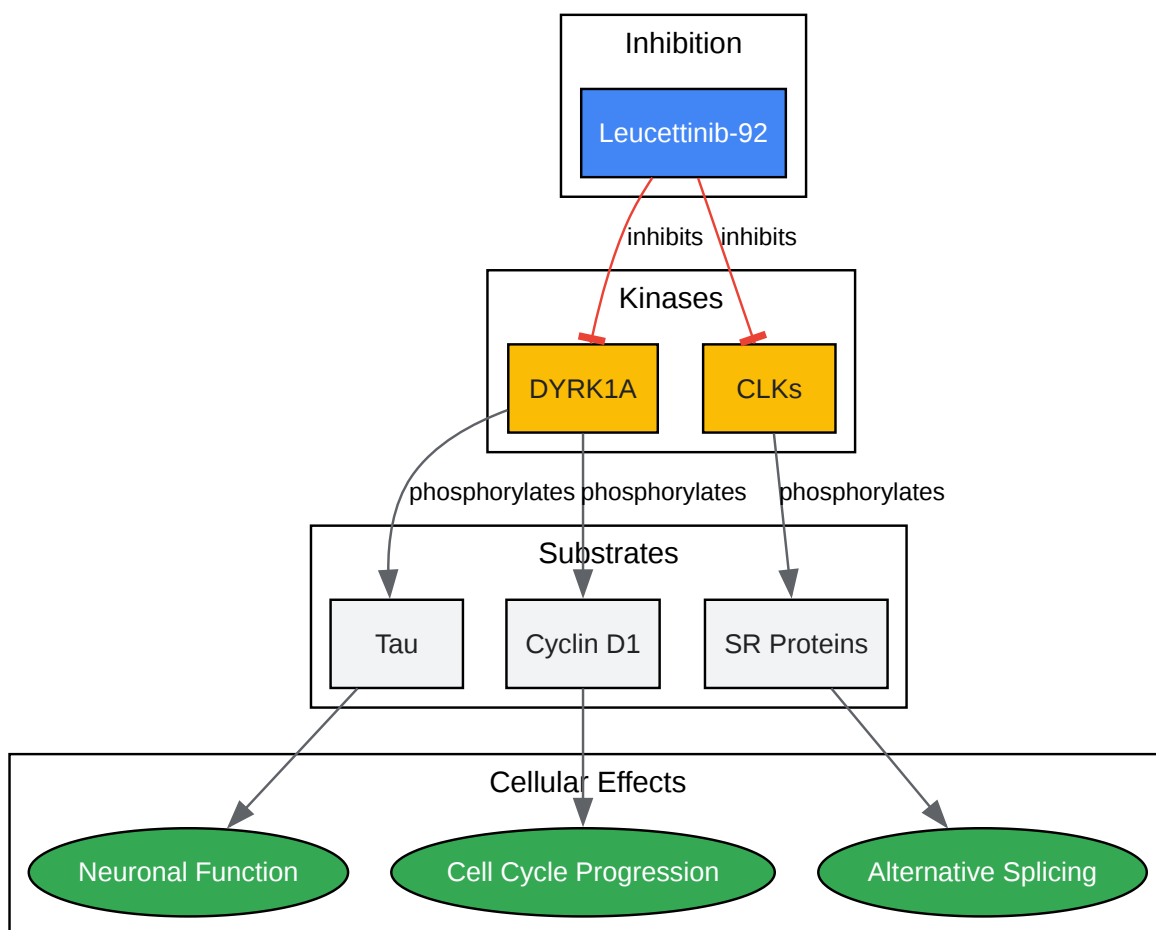 Inhibition
Leucettinib-92
inhibits inhibits
Kinases
DYRK1A CLKs
phosphorylates phosphorylates phosphorylates
Substrates
Tau Cyclin D1 SR Proteins
Cellular Effects
Neuronal Function Cell Cycle Progression Alternative Splicing